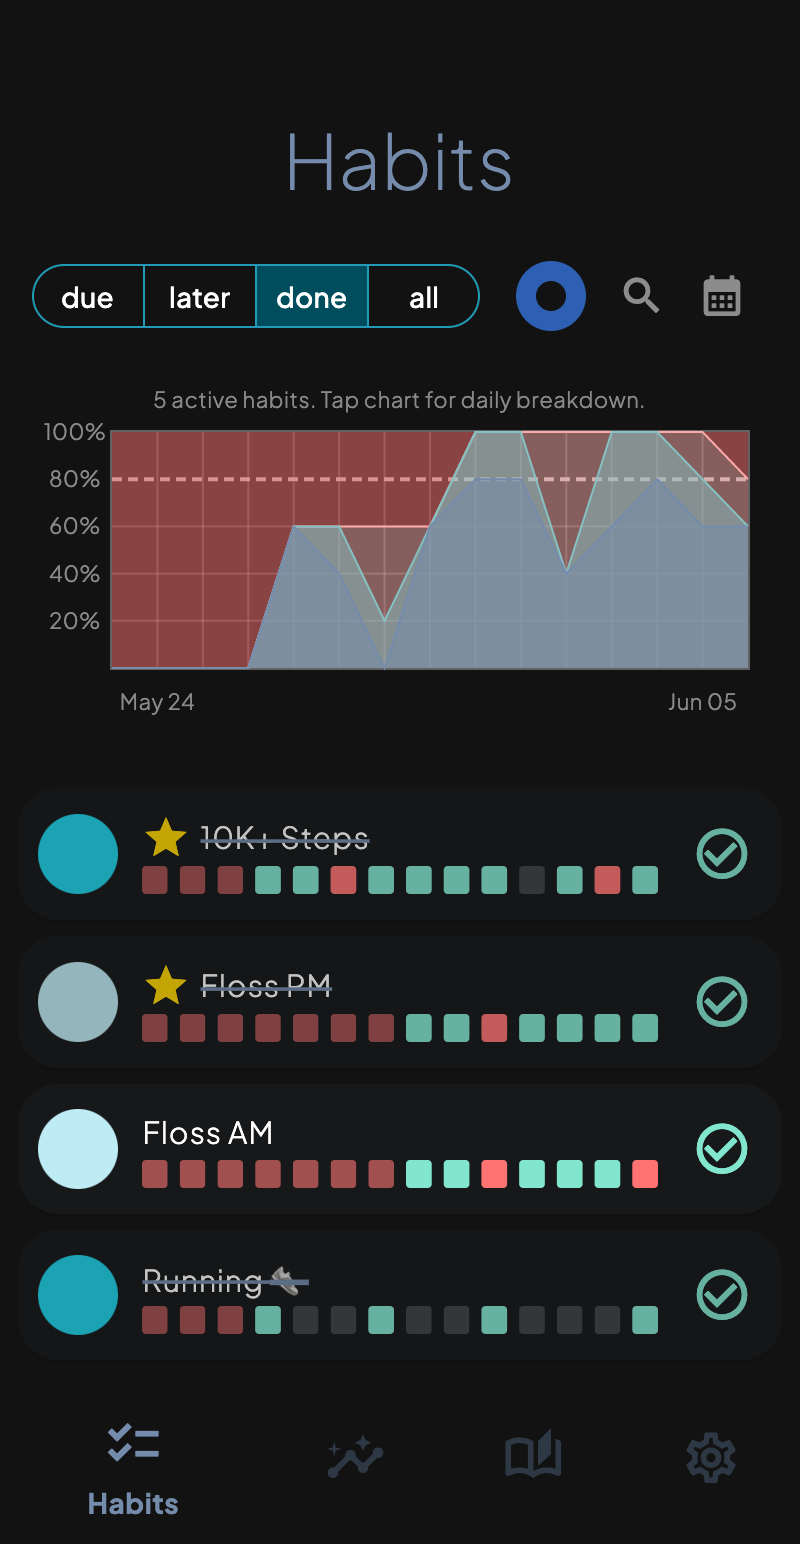 Habits
due later done all
5 active habits. Tap chart for daily breakdown.
100%
80%
60%
40%
20%
May 24 Jun 05
10K+ Steps
Floss PM
Floss AM
Running 👟
Habits